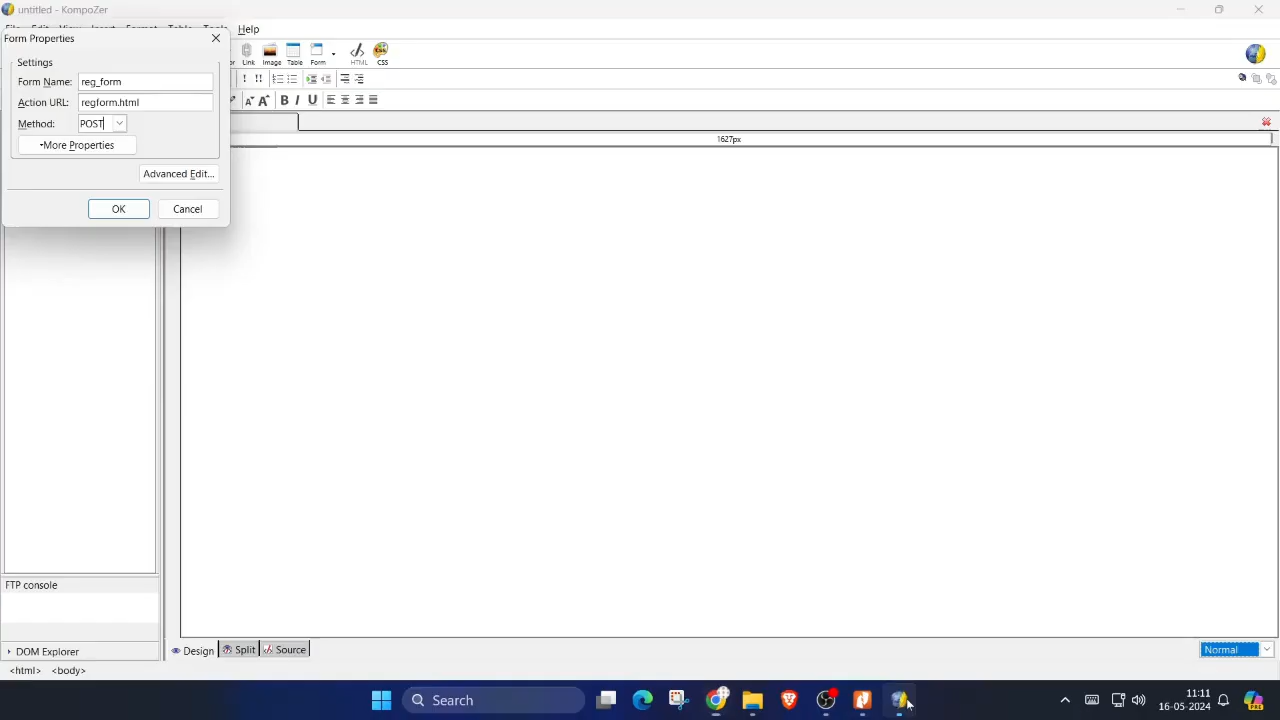 untitled - KompoZer
Help
Form Properties
Settings
Form Name: reg_form
Action URL: regform.html
Method: POST
More Properties
Advanced Edit...
OK Cancel
Link Image Table Form HTML CSS
! !!
A A B I U
1627px
FTP console
DOM Explorer
Design Split Source
Normal
<html> <body>
Search
11:11
16-05-2024